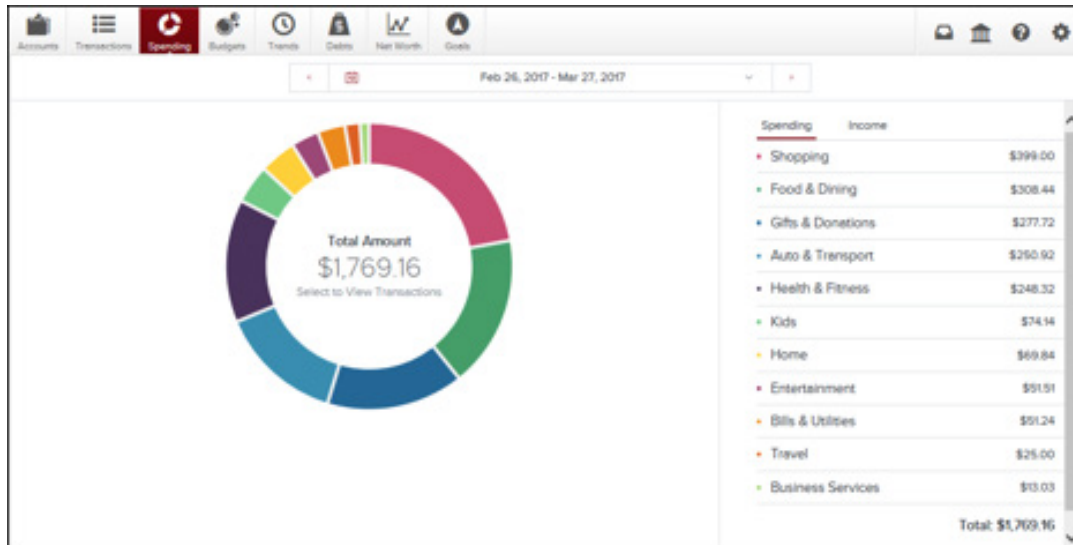 Accounts Transactions Spending Budgets Trends Debts Net Worth Goals
Feb 26, 2017 - Mar 27, 2017
Spending Income
Shopping $399.00
Food & Dining $308.44
Gifts & Donations $277.72
Auto & Transport $250.92
Health & Fitness $248.32
Kids $74.14
Home $69.84
Entertainment $51.51
Bills & Utilities $51.24
Travel $25.00
Business Services $13.03
Total: $1,769.16
Total Amount
$1,769.16
Select to View Transactions